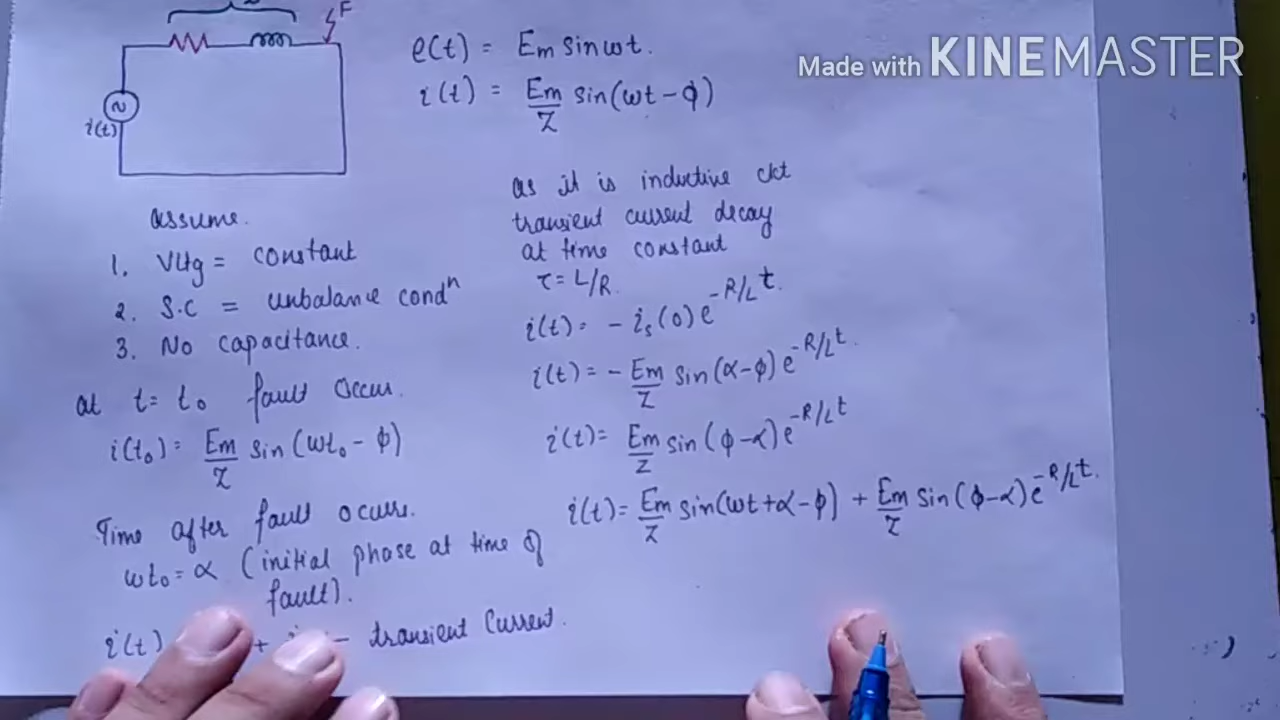 F
Made with KINEMASTER
e(t) = Em sin ωt.
i(t) = Em/Z sin(ωt - φ)
i(t)
assume.
1. Vltg = constant
2. S.C = unbalance condⁿ
3. No capacitance.
at t = t₀ fault occur.
i(t₀) = Em/Z sin(ωt₀ - φ)
Time after fault occurs.
ωt₀ = α (initial phase at time of
fault).
i(t) + - transient current.
as it is inductive ckt
transient current decay
at time constant
τ = L/R.
i(t) = - iₛ(0) e^-R/L t.
i(t) = - Em/Z sin(α-φ) e^-R/L t.
i(t) = Em/Z sin(φ-α) e^-R/L t
i(t) = Em/Z sin(ωt+α-φ) + Em/Z sin(φ-α) e^-R/L t.